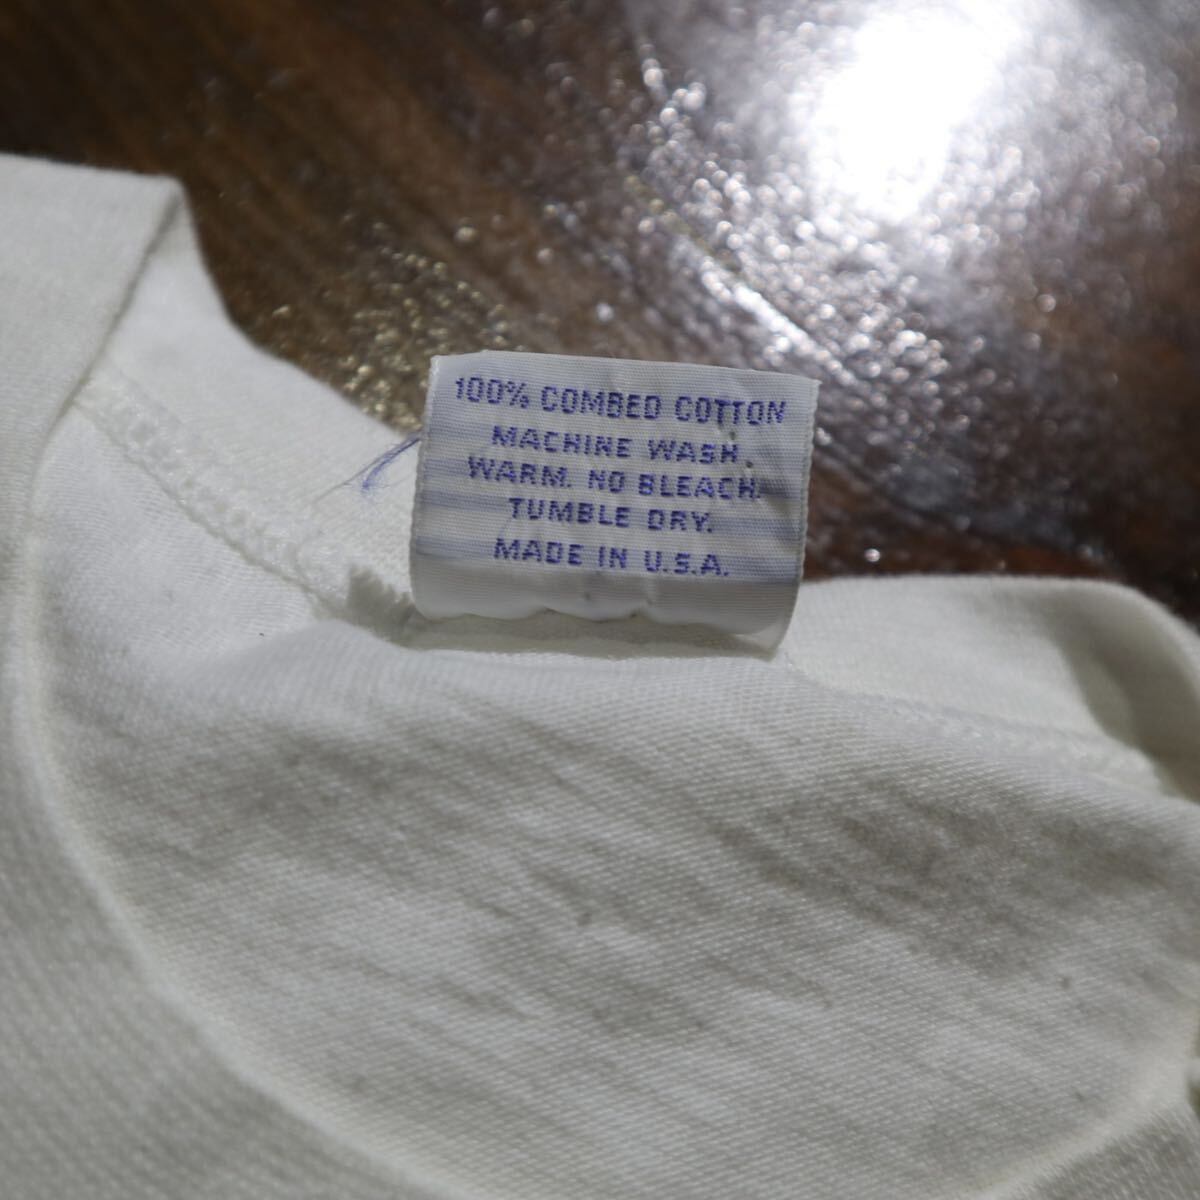 100% COMBED COTTON
MACHINE WASH.
WARM. NO BLEACH.
TUMBLE DRY.
MADE IN U.S.A.